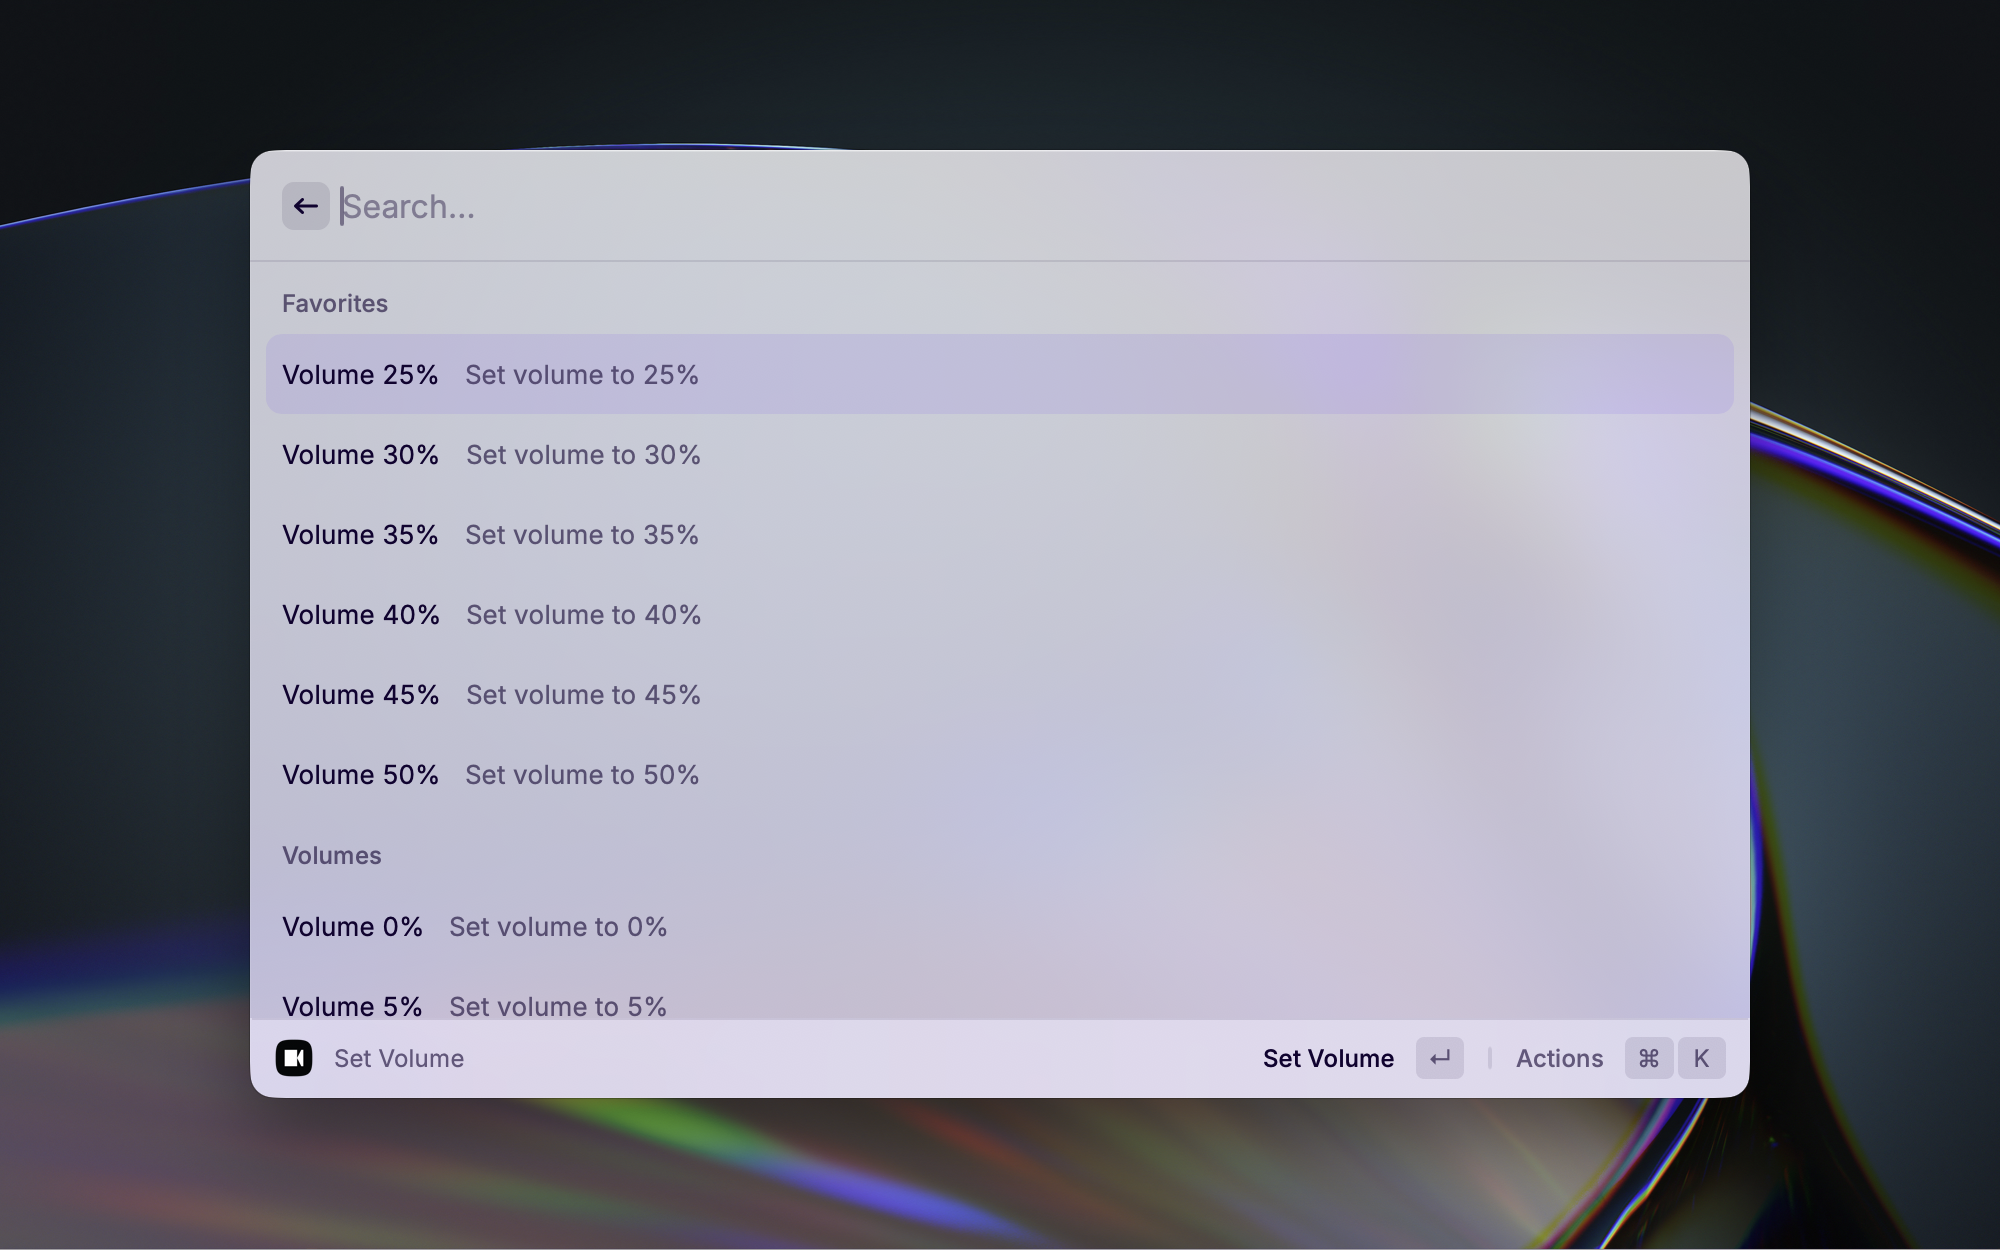 Search...
Favorites
Volume 25% Set volume to 25%
Volume 30% Set volume to 30%
Volume 35% Set volume to 35%
Volume 40% Set volume to 40%
Volume 45% Set volume to 45%
Volume 50% Set volume to 50%
Volumes
Volume 0% Set volume to 0%
Volume 5% Set volume to 5%
Set Volume Set Volume ↵ Actions ⌘ K